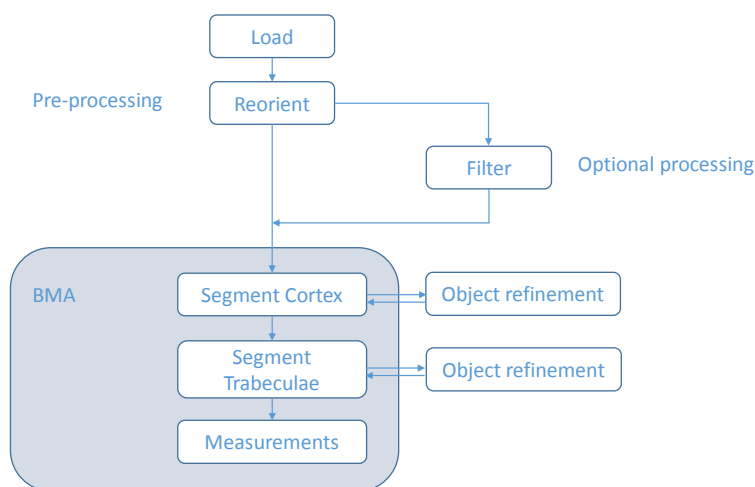 Load
Pre-processing
Reorient
Filter
Optional processing
BMA
Segment Cortex
Object refinement
Segment
Trabeculae
Object refinement
Measurements